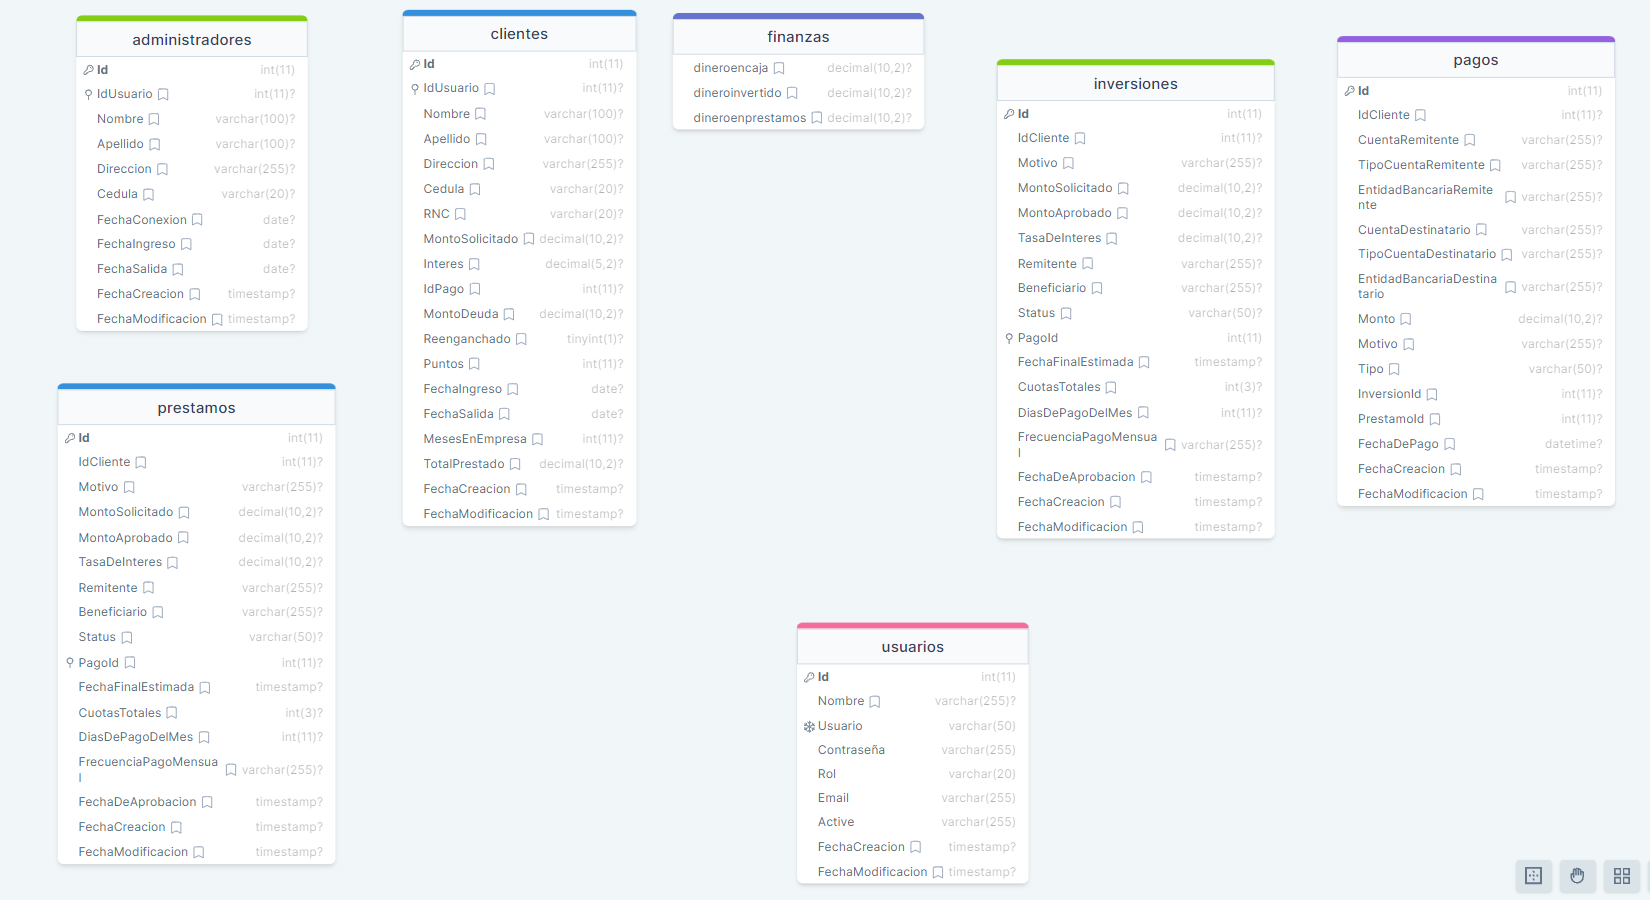 administradores
Id int(11)
IdUsuario int(11)?
Nombre varchar(100)?
Apellido varchar(100)?
Direccion varchar(255)?
Cedula varchar(20)?
FechaConexion date?
FechaIngreso date?
FechaSalida date?
FechaCreacion timestamp?
FechaModificacion timestamp?
clientes
Id int(11)
IdUsuario int(11)?
Nombre varchar(100)?
Apellido varchar(100)?
Direccion varchar(255)?
Cedula varchar(20)?
RNC varchar(20)?
MontoSolicitado decimal(10,2)?
Interes decimal(5,2)?
IdPago int(11)?
MontoDeuda decimal(10,2)?
Reenganchado tinyint(1)?
Puntos int(11)?
FechaIngreso date?
FechaSalida date?
MesesEnEmpresa int(11)?
TotalPrestado decimal(10,2)?
FechaCreacion timestamp?
FechaModificacion timestamp?
finanzas
dineroencaja decimal(10,2)?
dineroinvertido decimal(10,2)?
dineroenprestamos decimal(10,2)?
inversiones
Id int(11)
IdCliente int(11)?
Motivo varchar(255)?
MontoSolicitado decimal(10,2)?
MontoAprobado decimal(10,2)?
TasaDeInteres decimal(10,2)?
Remitente varchar(255)?
Beneficiario varchar(255)?
Status varchar(50)?
PagoId int(11)
FechaFinalEstimada timestamp?
CuotasTotales int(3)?
DiasDePagoDelMes int(11)?
FrecuenciaPagoMensua varchar(255)?
l
FechaDeAprobacion timestamp?
FechaCreacion timestamp?
FechaModificacion timestamp?
pagos
Id int(11)
IdCliente int(11)?
CuentaRemitente varchar(255)?
TipoCuentaRemitente varchar(255)?
EntidadBancariaRemite varchar(255)?
nte
CuentaDestinatario varchar(255)?
TipoCuentaDestinatario varchar(255)?
EntidadBancariaDestina varchar(255)?
tario
Monto decimal(10,2)?
Motivo varchar(255)?
Tipo varchar(50)?
InversionId int(11)?
PrestamoId int(11)?
FechaDePago datetime?
FechaCreacion timestamp?
FechaModificacion timestamp?
prestamos
Id int(11)
IdCliente int(11)?
Motivo varchar(255)?
MontoSolicitado decimal(10,2)?
MontoAprobado decimal(10,2)?
TasaDeInteres decimal(10,2)?
Remitente varchar(255)?
Beneficiario varchar(255)?
Status varchar(50)?
PagoId int(11)?
FechaFinalEstimada timestamp?
CuotasTotales int(3)?
DiasDePagoDelMes int(11)?
FrecuenciaPagoMensua varchar(255)?
l
FechaDeAprobacion timestamp?
FechaCreacion timestamp?
FechaModificacion timestamp?
usuarios
Id int(11)
Nombre varchar(255)?
Usuario varchar(50)
Contraseña varchar(255)
Rol varchar(20)
Email varchar(255)
Active varchar(255)
FechaCreacion timestamp?
FechaModificacion timestamp?